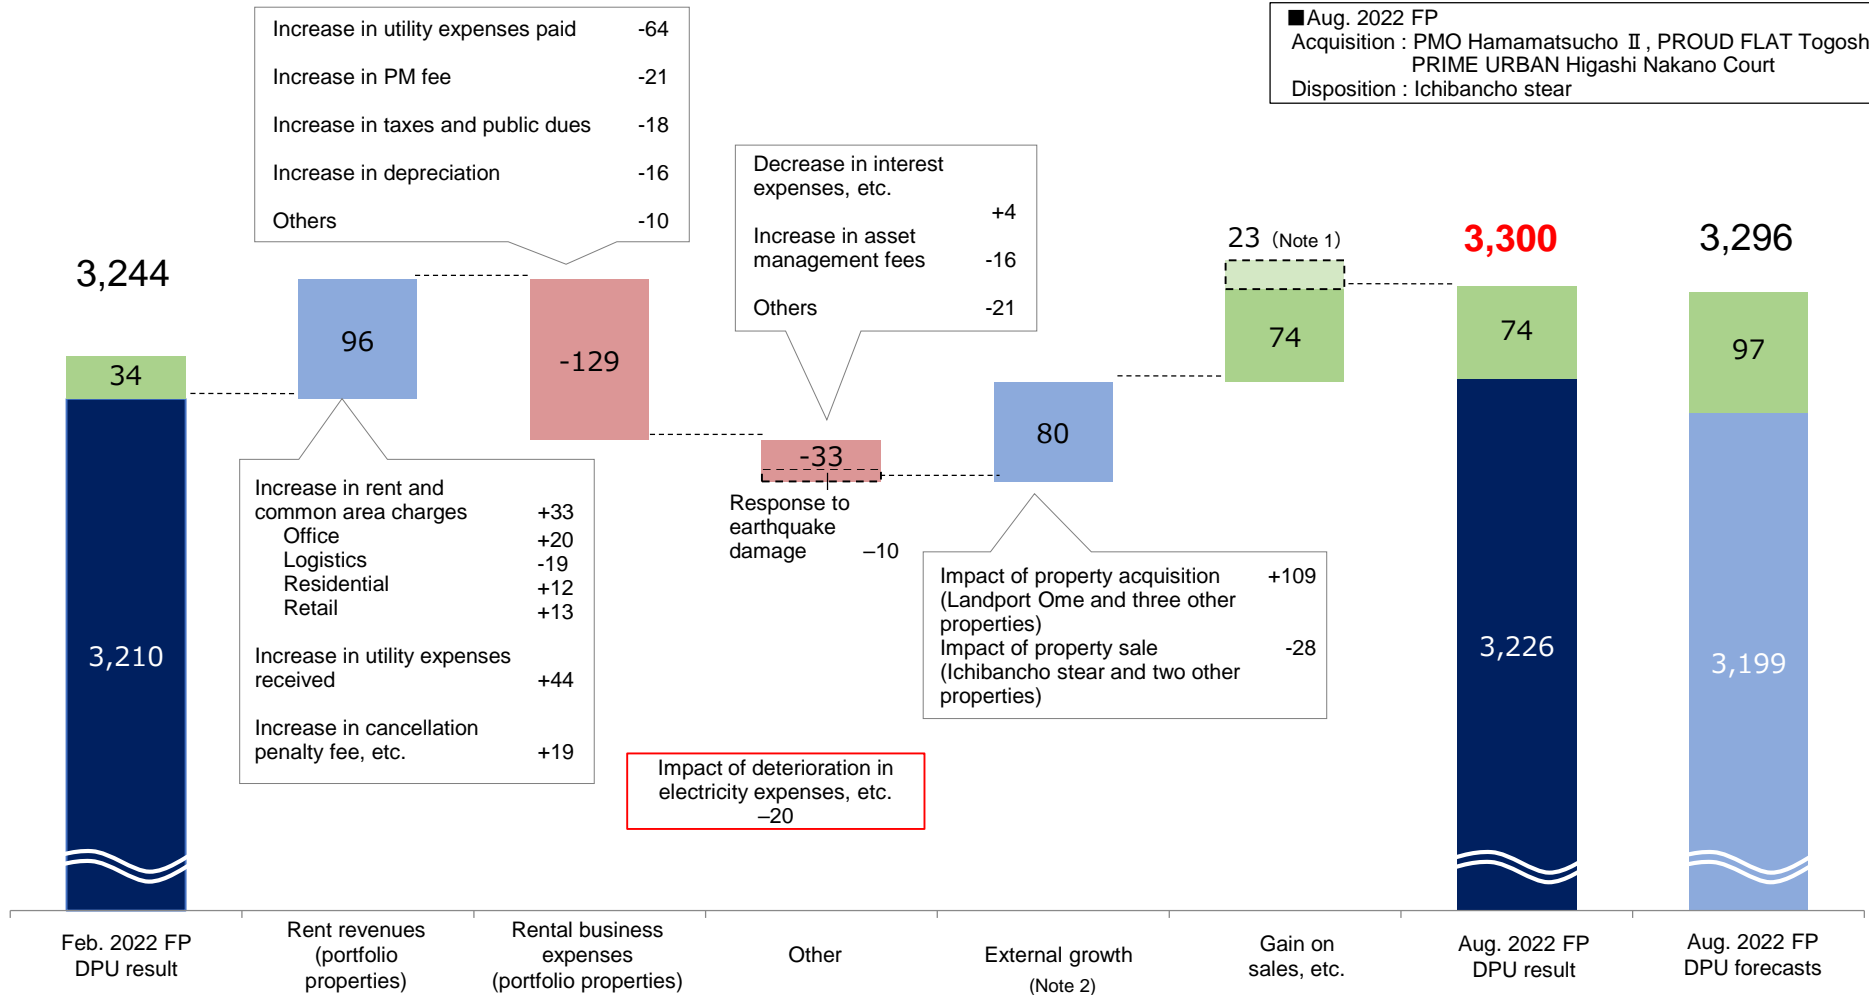 ■Aug. 2022 FP
Acquisition : PMO Hamamatsucho Ⅱ, PROUD FLAT Togosh
PRIME URBAN Higashi Nakano Court
Disposition : Ichibancho stear
Increase in utility expenses paid -64
Increase in PM fee -21
Increase in taxes and public dues -18
Increase in depreciation -16
Others -10
Decrease in interest
expenses, etc.
+4
Increase in asset
management fees -16
Others -21
3,244
34
3,210
96
-129
-33
Response to
earthquake
damage –10
80
23 (Note 1)
74
3,300
74
3,226
3,296
97
3,199
Increase in rent and
common area charges +33
Office +20
Logistics -19
Residential +12
Retail +13
Increase in utility expenses
received +44
Increase in cancellation
penalty fee, etc. +19
Impact of deterioration in
electricity expenses, etc.
–20
Impact of property acquisition +109
(Landport Ome and three other
properties)
Impact of property sale -28
(Ichibancho stear and two other
properties)
Feb. 2022 FP
DPU result
Rent revenues
(portfolio
properties)
Rental business
expenses
(portfolio properties)
Other
External growth
(Note 2)
Gain on
sales, etc.
Aug. 2022 FP
DPU result
Aug. 2022 FP
DPU forecasts